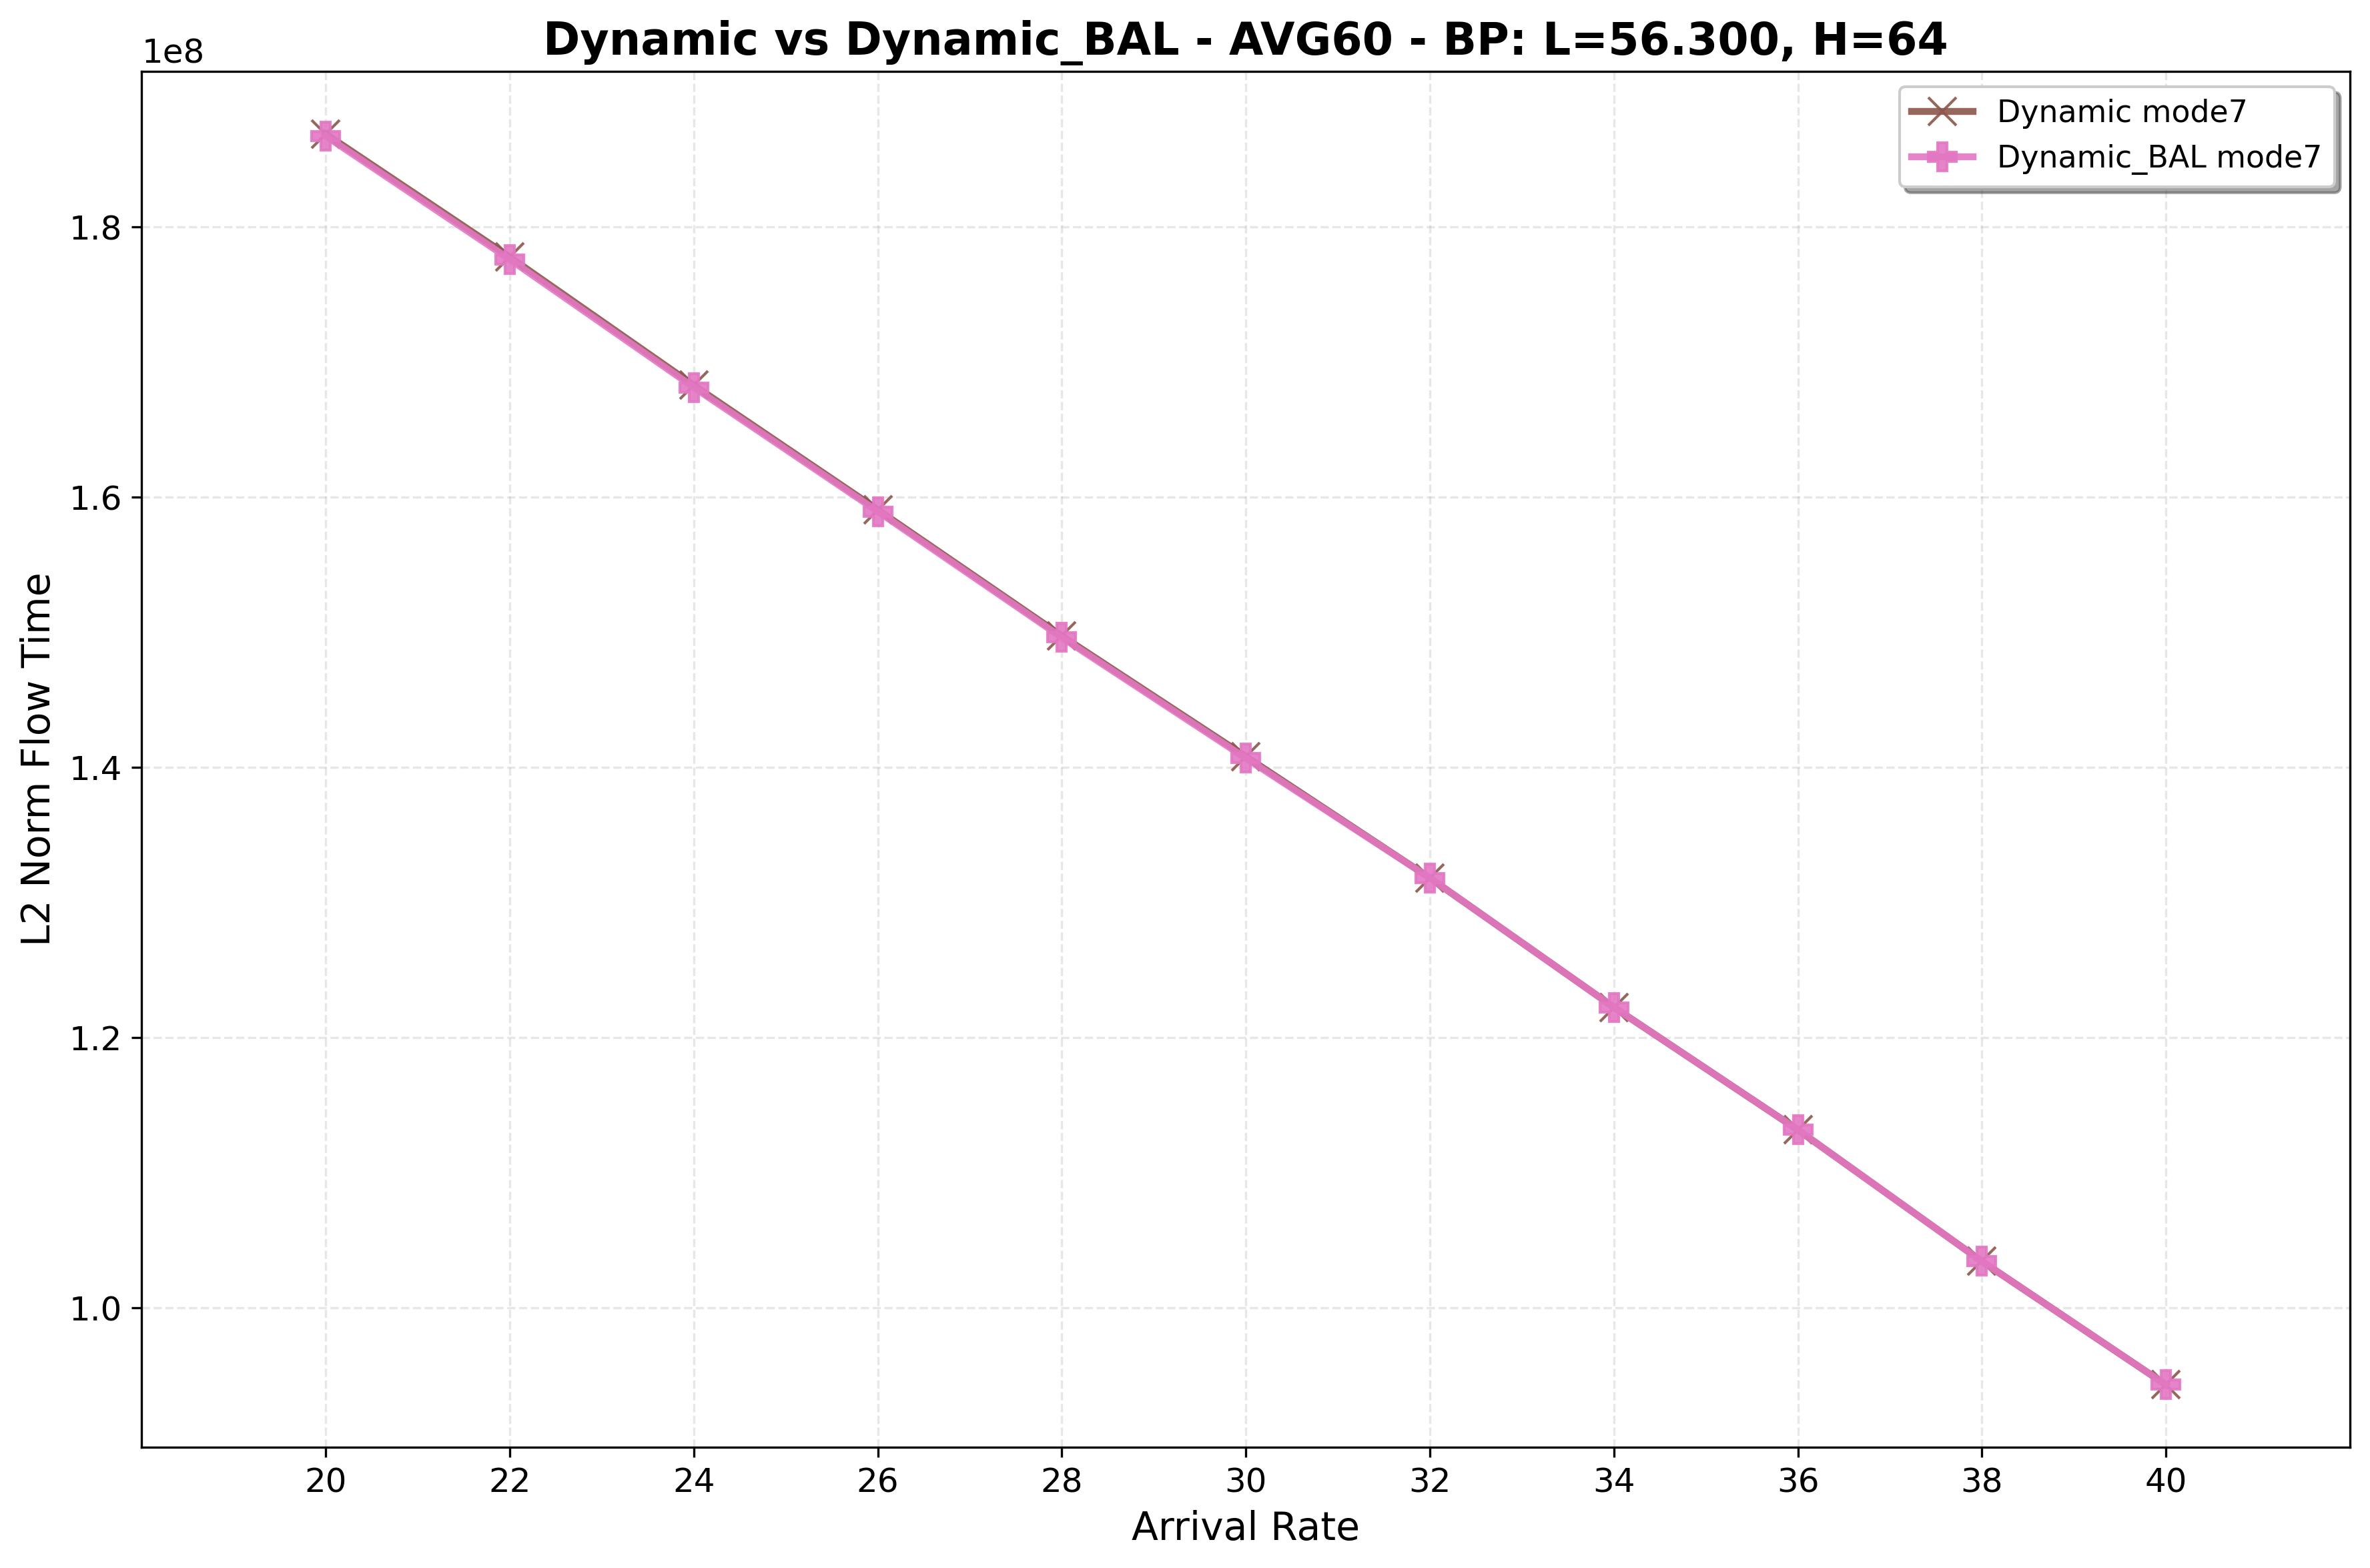 Dynamic vs Dynamic_BAL - AVG60 - BP: L=56.300, H=64
1e8
Dynamic mode7
Dynamic_BAL mode7
L2 Norm Flow Time
1.8
1.6
1.4
1.2
1.0
20 22 24 26 28 30 32 34 36 38 40
Arrival Rate